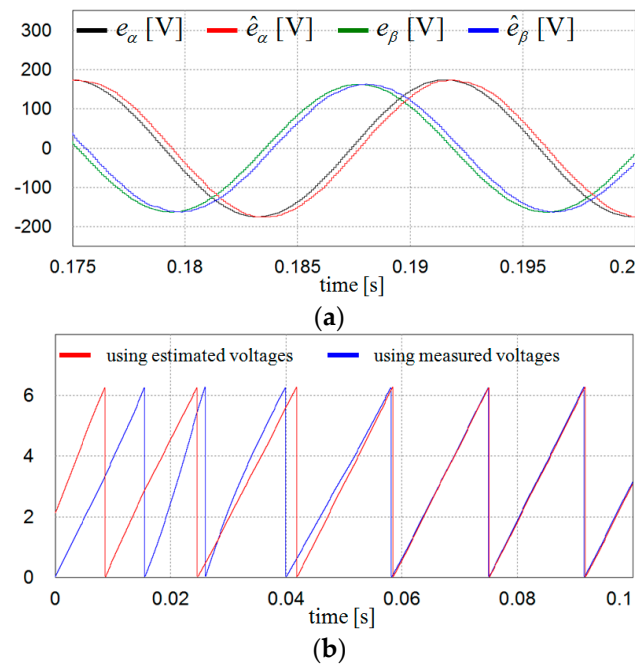 300
200
100
0
-100
-200
e_α [V] ê_α [V] e_β [V] ê_β [V]
0.175 0.18 0.185 0.19 0.195 0.2
time [s]
(a)
using estimated voltages using measured voltages
6
4
2
0
0 0.02 0.04 0.06 0.08 0.1
time [s]
(b)